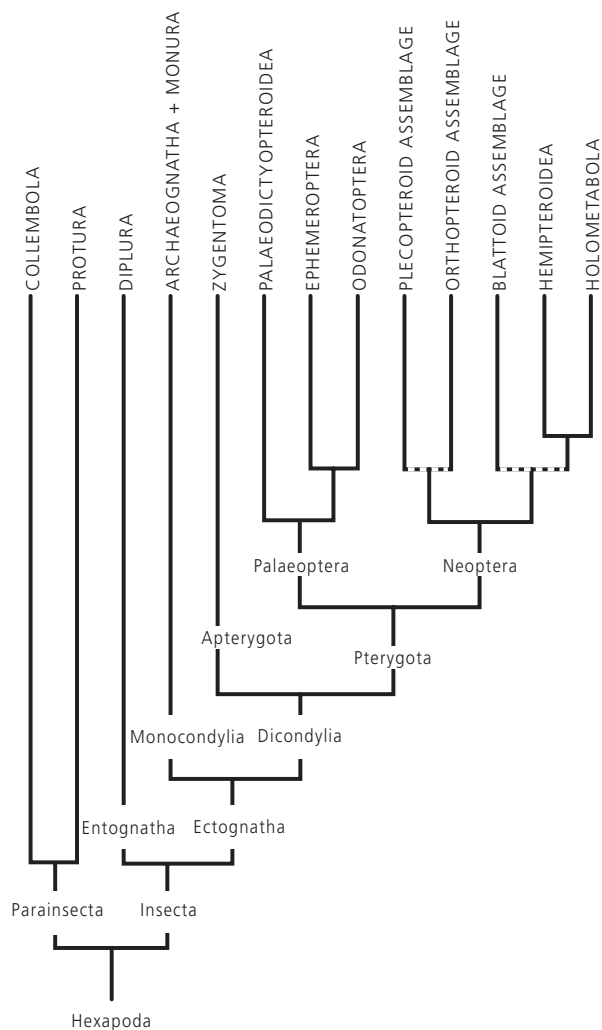 COLLEMBOLA
PROTURA
DIPLURA
ARCHAEOGNATHA + MONURA
ZYGENTOMA
PALAEODICTYOPTEROIDEA
EPHEMEROPTERA
ODONATOPTERA
PLECOPTEROID ASSEMBLAGE
ORTHOPTEROID ASSEMBLAGE
BLATTOID ASSEMBLAGE
HEMIPTEROIDEA
HOLOMETABOLA
Palaeoptera
Neoptera
Apterygota
Pterygota
Monocondylia
Dicondylia
Entognatha
Ectognatha
Parainsecta
Insecta
Hexapoda